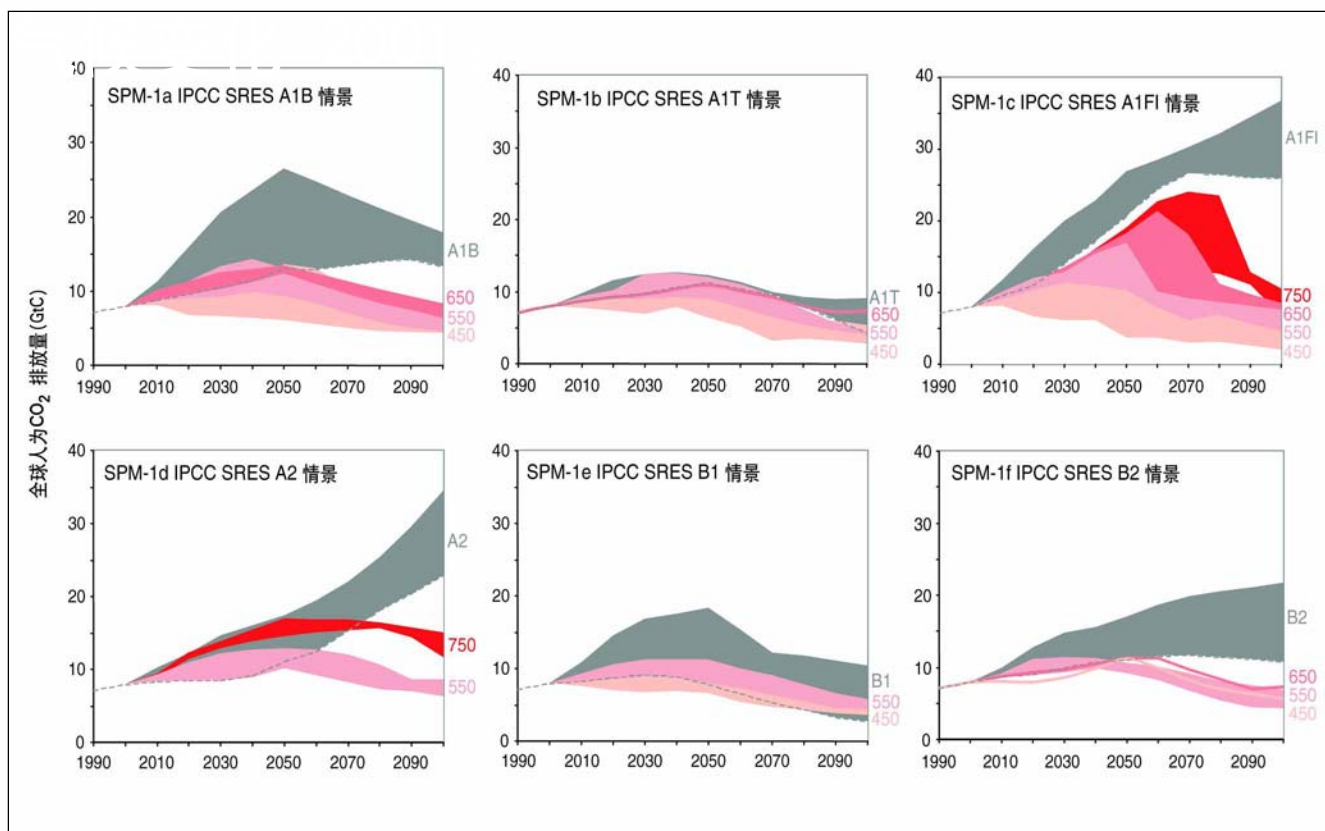 全球人为CO₂ 排放量 (GtC)
SPM-1a IPCC SRES A1B 情景
30
20
10
0
1990 2010 2030 2050 2070 2090
A1B
650
550
450
SPM-1b IPCC SRES A1T 情景
40
30
20
10
0
1990 2010 2030 2050 2070 2090
A1T
650
550
450
SPM-1c IPCC SRES A1FI 情景
40
30
20
10
0
1990 2010 2030 2050 2070 2090
A1FI
750
650
550
450
SPM-1d IPCC SRES A2 情景
40
30
20
10
0
1990 2010 2030 2050 2070 2090
A2
750
550
SPM-1e IPCC SRES B1 情景
40
30
20
10
0
1990 2010 2030 2050 2070 2090
B1
550
450
SPM-1f IPCC SRES B2 情景
40
30
20
10
0
1990 2010 2030 2050 2070 2090
B2
650
550
450